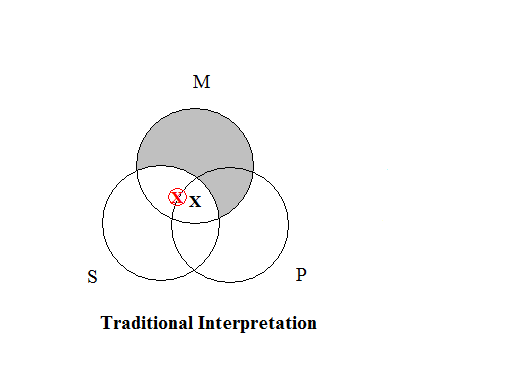 M
X X
S P
Traditional Interpretation